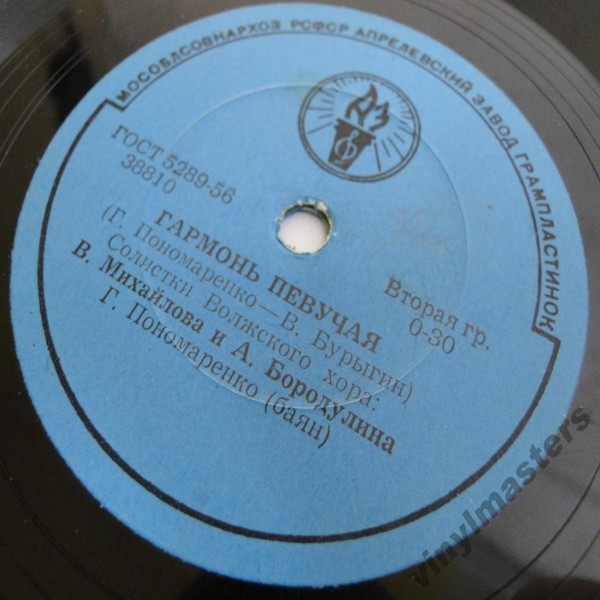 МОСОБЛСОВНАРХОЗ РСФСР АПРЕЛЕВСКИЙ ЗАВОД ГРАМПЛАСТИНОК
ГОСТ 5289-56
38810
Вторая гр.
0-30
ГАРМОНЬ ПЕВУЧАЯ
(Г. Пономаренко—В. Бурыгин)
Солистки Волжского хора:
В. Михайлова и А. Бородулина
Г. Пономаренко (баян)
vinylmasters